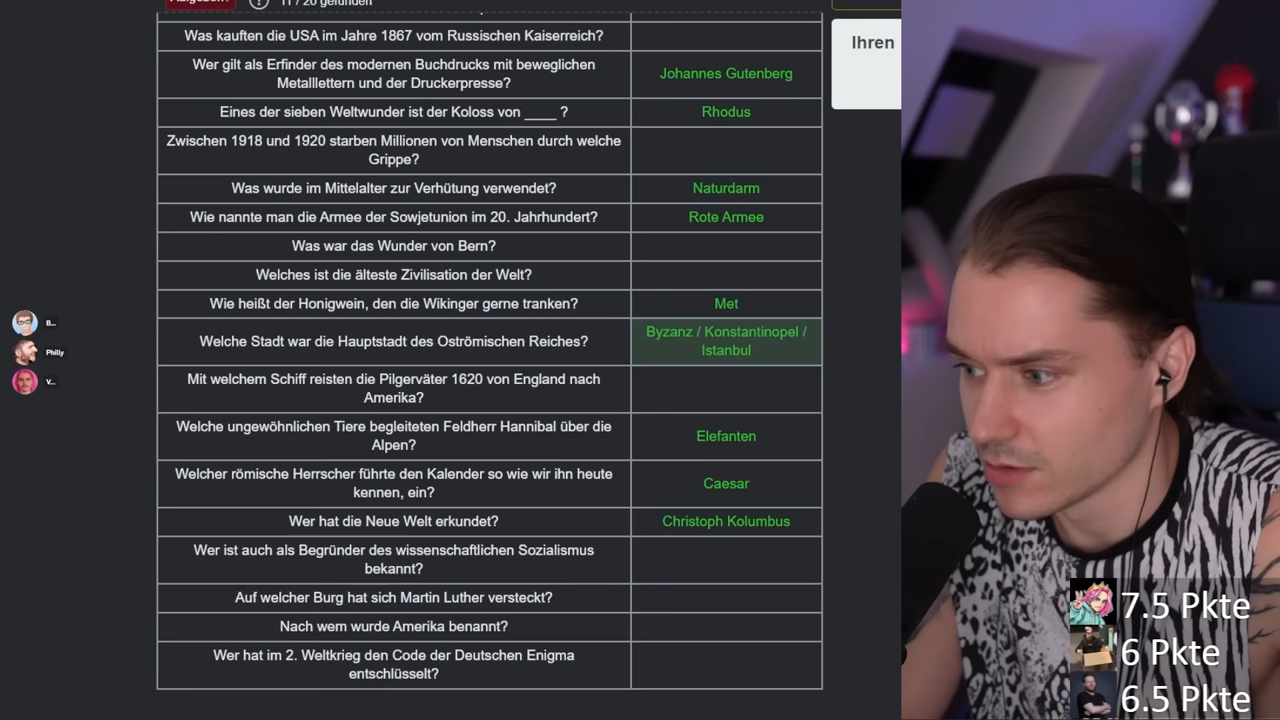 11 / 20 gefunden
Was kauften die USA im Jahre 1867 vom Russischen Kaiserreich?
Wer gilt als Erfinder des modernen Buchdrucks mit beweglichen
Metalllettern und der Druckerpresse?
Johannes Gutenberg
Eines der sieben Weltwunder ist der Koloss von ____ ?
Rhodus
Zwischen 1918 und 1920 starben Millionen von Menschen durch welche
Grippe?
Was wurde im Mittelalter zur Verhütung verwendet?
Naturdarm
Wie nannte man die Armee der Sowjetunion im 20. Jahrhundert?
Rote Armee
Was war das Wunder von Bern?
Welches ist die älteste Zivilisation der Welt?
Wie heißt der Honigwein, den die Wikinger gerne tranken?
Met
Welche Stadt war die Hauptstadt des Oströmischen Reiches?
Byzanz / Konstantinopel /
Istanbul
Mit welchem Schiff reisten die Pilgerväter 1620 von England nach
Amerika?
Welche ungewöhnlichen Tiere begleiteten Feldherr Hannibal über die
Alpen?
Elefanten
Welcher römische Herrscher führte den Kalender so wie wir ihn heute
kennen, ein?
Caesar
Wer hat die Neue Welt erkundet?
Christoph Kolumbus
Wer ist auch als Begründer des wissenschaftlichen Sozialismus
bekannt?
Auf welcher Burg hat sich Martin Luther versteckt?
Nach wem wurde Amerika benannt?
Wer hat im 2. Weltkrieg den Code der Deutschen Enigma
entschlüsselt?
B...
Philly
V...
Ihren
7.5 Pkte
6 Pkte
6.5 Pkte